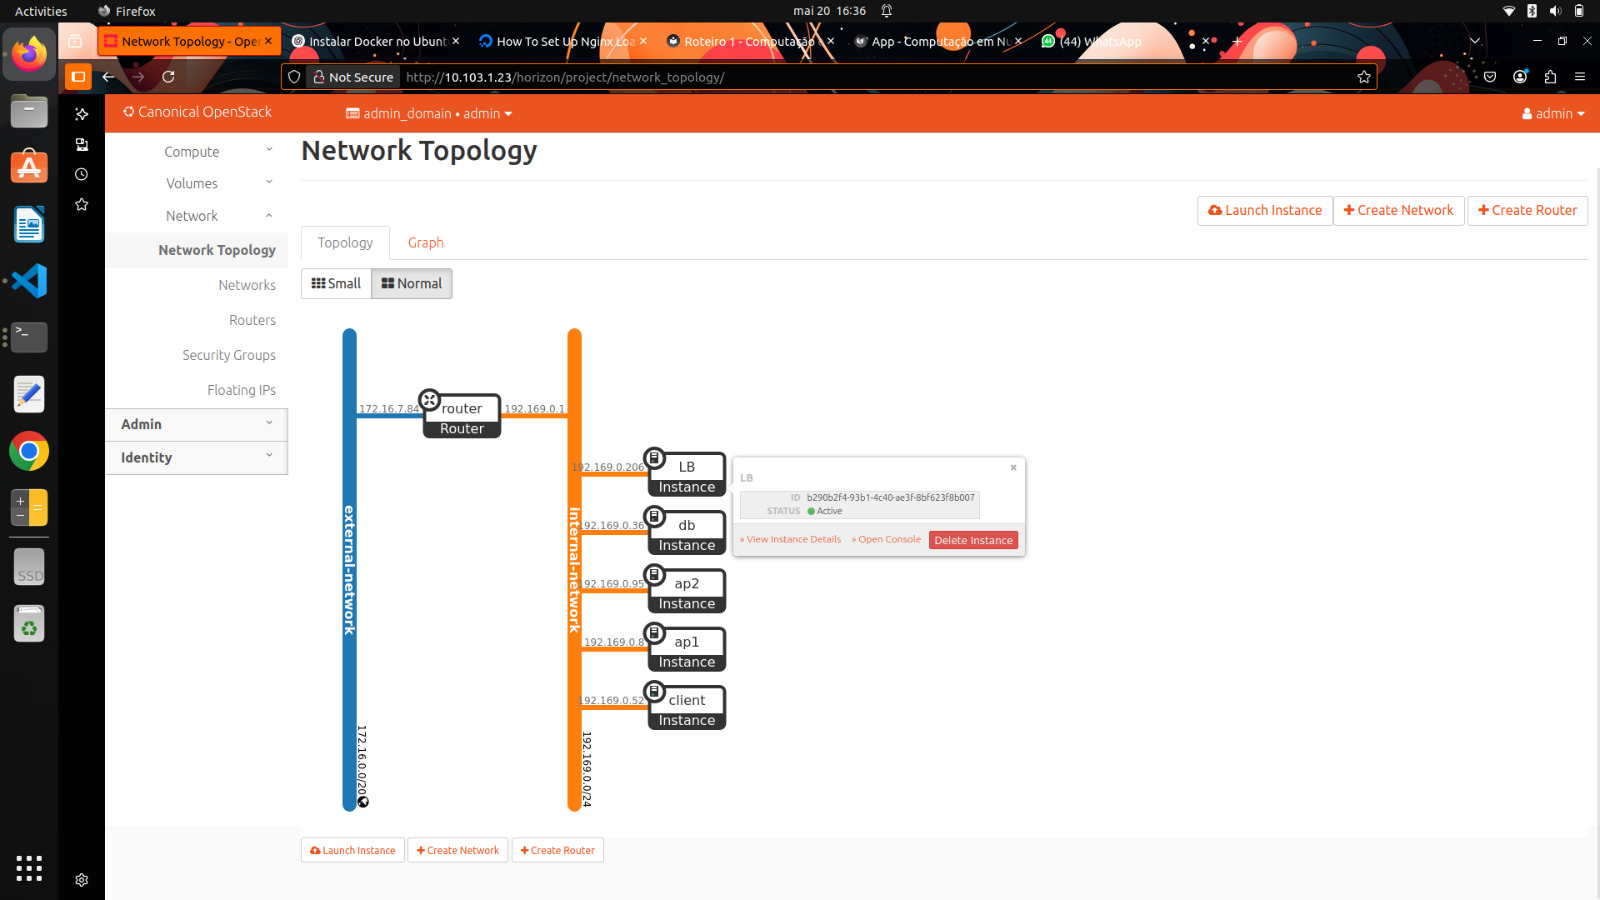 Activities
Firefox
mai 20 16:36
Network Topology - Ope
Instalar Docker no Ubunt
How To Set Up Nginx Loa
Roteiro 1 - Computação
App - Computação em Nu
(44) WhatsApp
Not Secure
http://10.103.1.23/horizon/project/network_topology/
Canonical OpenStack
admin_domain • admin
admin
Compute
Volumes
Network
Network Topology
Networks
Routers
Security Groups
Floating IPs
Admin
Identity
Network Topology
Launch Instance
+ Create Network
+ Create Router
Topology
Graph
Small
Normal
external-network
172.16.0.0/20
172.16.7.84
router
Router
192.169.0.1
internal-network
192.169.0.0/24
192.169.0.206
LB
Instance
192.169.0.36
db
Instance
192.169.0.95
ap2
Instance
192.169.0.8
ap1
Instance
192.169.0.52
client
Instance
×
LB
ID b290b2f4-93b1-4c40-ae3f-8bf623f8b007
STATUS Active
» View Instance Details
» Open Console
Delete Instance
Launch Instance
+ Create Network
+ Create Router
SSD